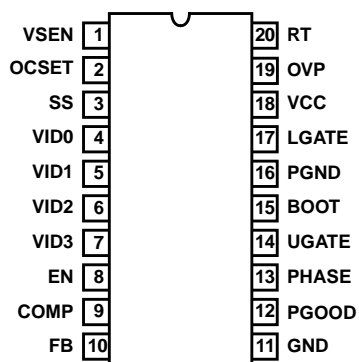 VSEN 1 20 RT
OCSET 2 19 OVP
SS 3 18 VCC
VID0 4 17 LGATE
VID1 5 16 PGND
VID2 6 15 BOOT
VID3 7 14 UGATE
EN 8 13 PHASE
COMP 9 12 PGOOD
FB 10 11 GND